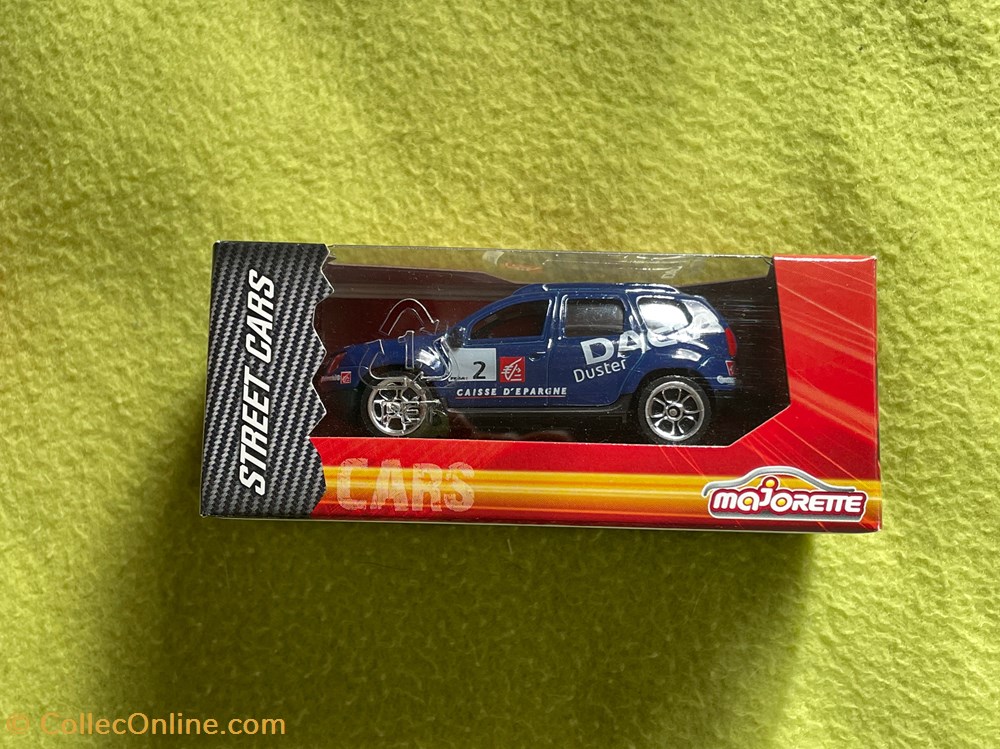 STREET CARS
2
CAISSE D'EPARGNE
Duster
CARS
majorette
© CollecOnline.com